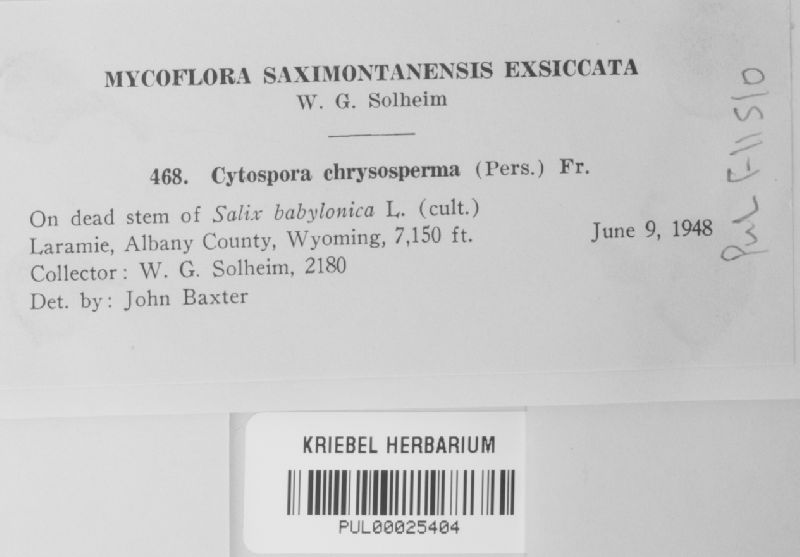 MYCOFLORA SAXIMONTANENSIS EXSICCATA
W. G. Solheim
468. Cytospora chrysosperma (Pers.) Fr.
On dead stem of Salix babylonica L. (cult.)
Laramie, Albany County, Wyoming, 7,150 ft. June 9, 1948
Collector: W. G. Solheim, 2180
Det. by: John Baxter
PUL F-11510
KRIEBEL HERBARIUM
PUL00025404